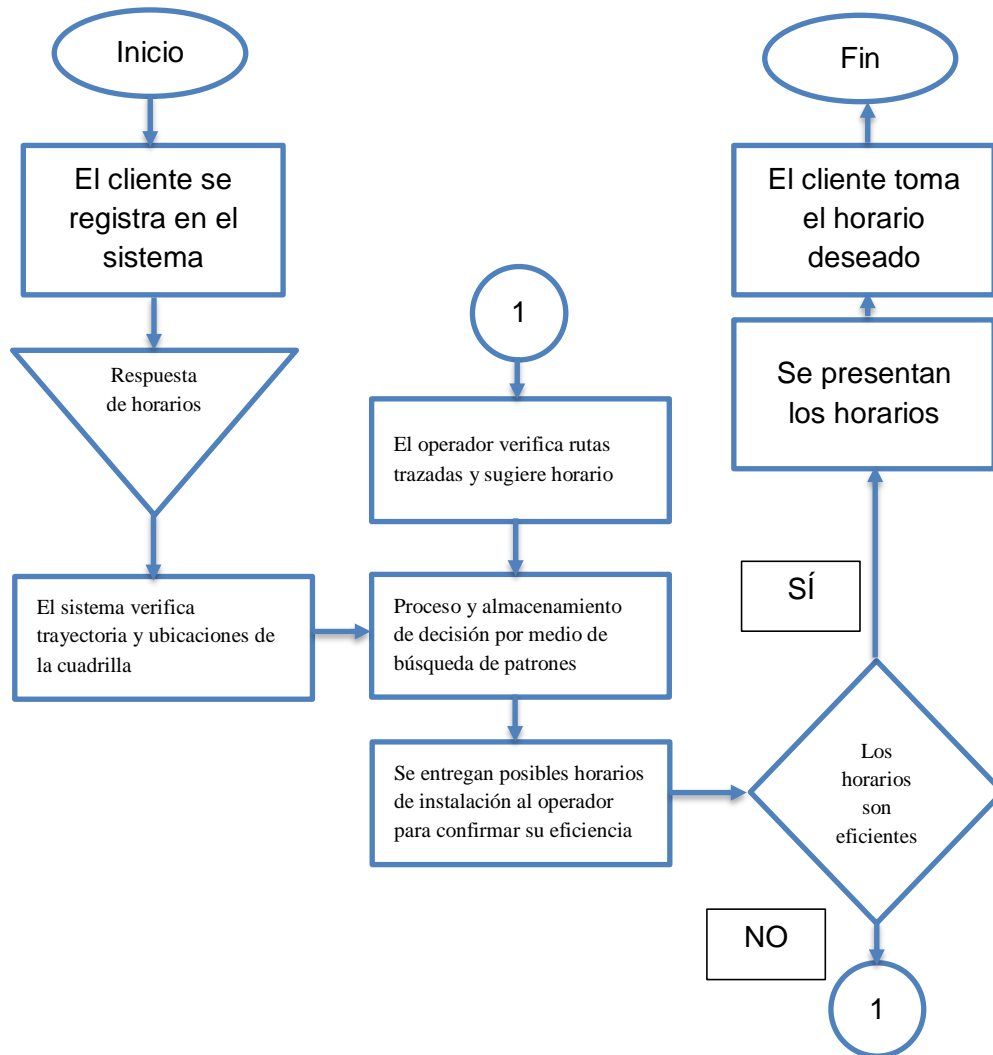 Inicio
El cliente se
registra en el
sistema
Respuesta
de horarios
El sistema verifica
trayectoria y ubicaciones de
la cuadrilla
1
El operador verifica rutas
trazadas y sugiere horario
Proceso y almacenamiento
de decisión por medio de
búsqueda de patrones
Se entregan posibles horarios
de instalación al operador
para confirmar su eficiencia
Los
horarios
son
eficientes
SÍ
Se presentan
los horarios
El cliente toma
el horario
deseado
Fin
NO
1